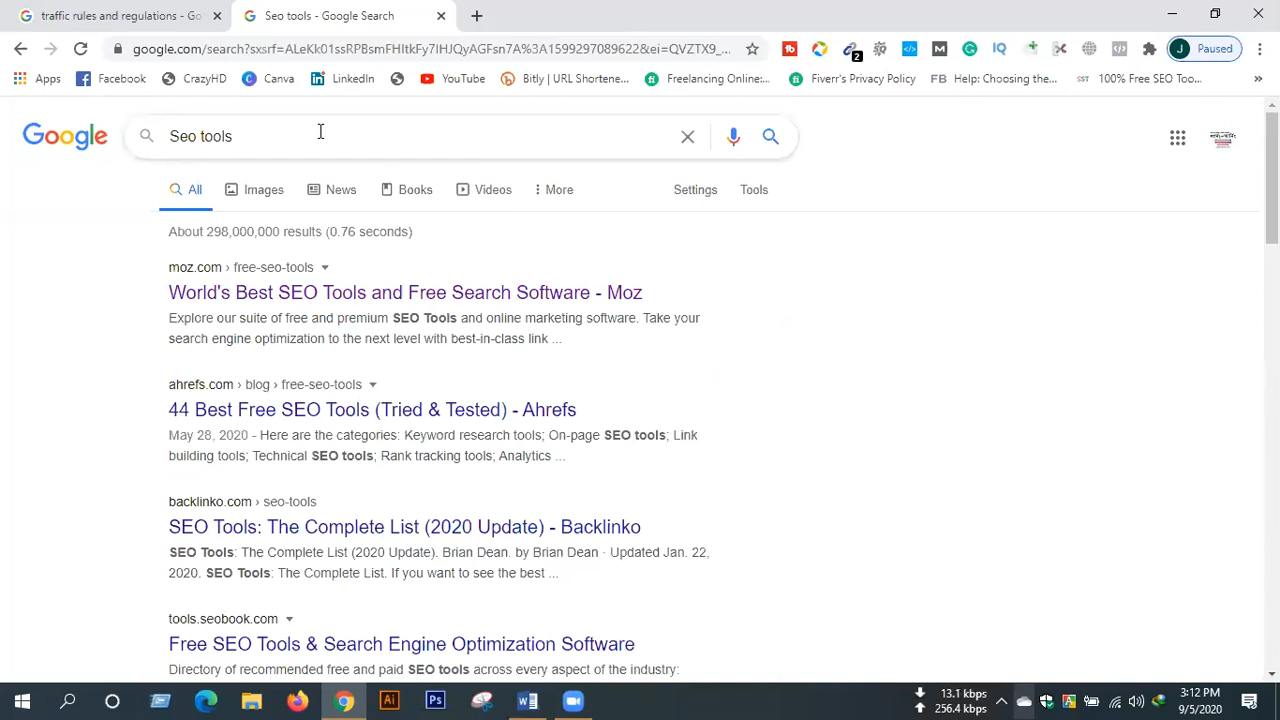 traffic rules and regulations - Go
Seo tools - Google Search
google.com/search?sxsrf=ALeKk01ssRPBsmFHItkFy7IHJQyAGFsn7A%3A1599297089622&ei=QVZTX9_...
2
M
IQ
J Paused
Apps Facebook CrazyHD Canva LinkedIn YouTube Bitly | URL Shortene... Freelancing Online:... Fiverr's Privacy Policy FB Help: Choosing the... SST 100% Free SEO Too... »
Google
Seo tools
All Images News Books Videos More Settings Tools
About 298,000,000 results (0.76 seconds)
moz.com › free-seo-tools
World's Best SEO Tools and Free Search Software - Moz
Explore our suite of free and premium SEO Tools and online marketing software. Take your
search engine optimization to the next level with best-in-class link ...
ahrefs.com › blog › free-seo-tools
44 Best Free SEO Tools (Tried & Tested) - Ahrefs
May 28, 2020 - Here are the categories: Keyword research tools; On-page SEO tools; Link
building tools; Technical SEO tools; Rank tracking tools; Analytics ...
backlinko.com › seo-tools
SEO Tools: The Complete List (2020 Update) - Backlinko
SEO Tools: The Complete List (2020 Update). Brian Dean. by Brian Dean · Updated Jan. 22,
2020. SEO Tools: The Complete List. If you want to see the best ...
tools.seobook.com
Free SEO Tools & Search Engine Optimization Software
Directory of recommended free and paid SEO tools across every aspect of the industry:
Ai Ps
13.1 kbps
256.4 kbps
3:12 PM
9/5/2020